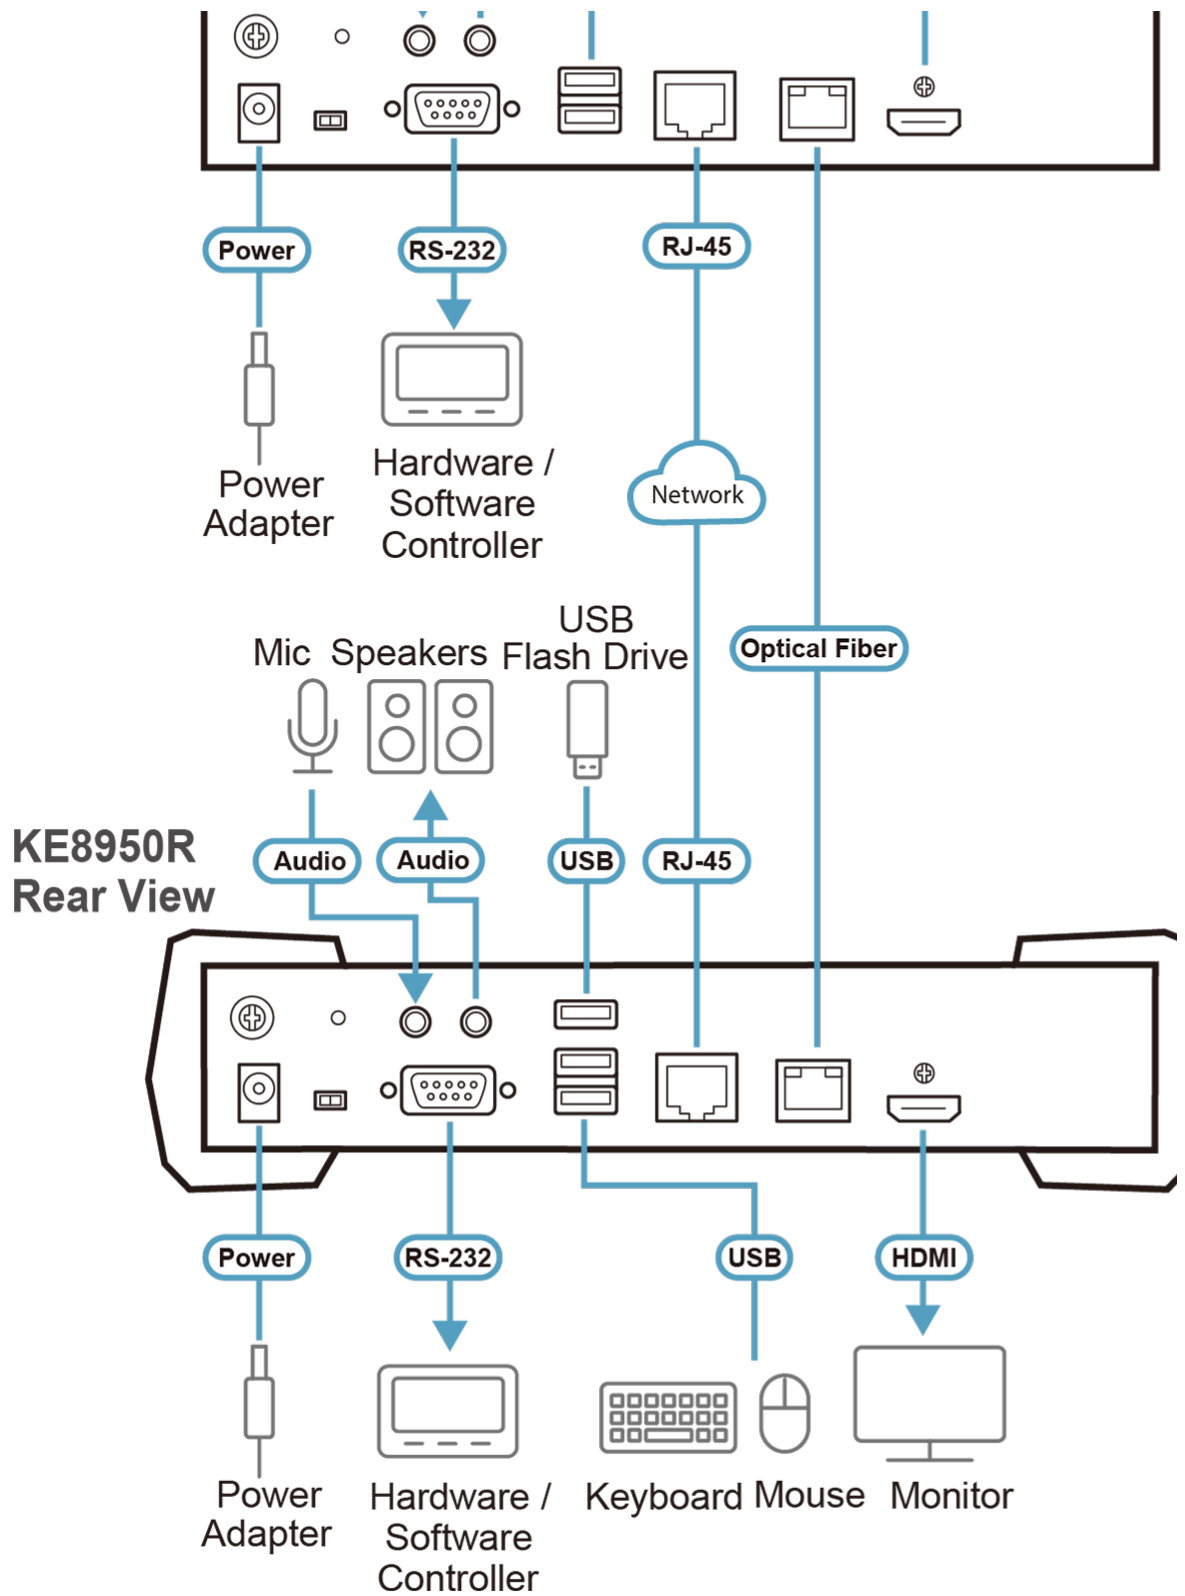 Power
RS-232
RJ-45
Hardware /
Software
Controller
Power
Adapter
Network
USB
Flash Drive
Mic
Speakers
Optical Fiber
KE8950R
Rear View
Audio
Audio
USB
RJ-45
Power
RS-232
USB
HDMI
Power
Adapter
Hardware /
Software
Controller
Keyboard
Mouse
Monitor